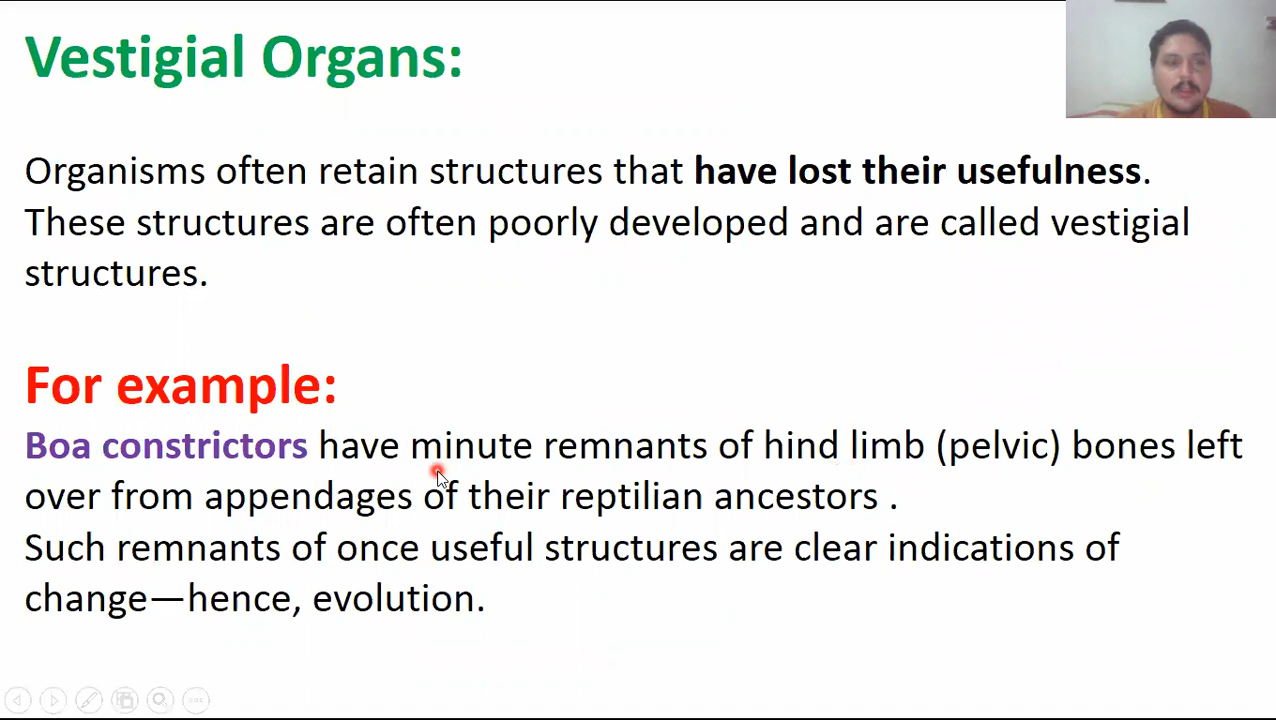 Vestigial Organs:
Organisms often retain structures that have lost their usefulness.
These structures are often poorly developed and are called vestigial
structures.
For example:
Boa constrictors have minute remnants of hind limb (pelvic) bones left
over from appendages of their reptilian ancestors .
Such remnants of once useful structures are clear indications of
change—hence, evolution.